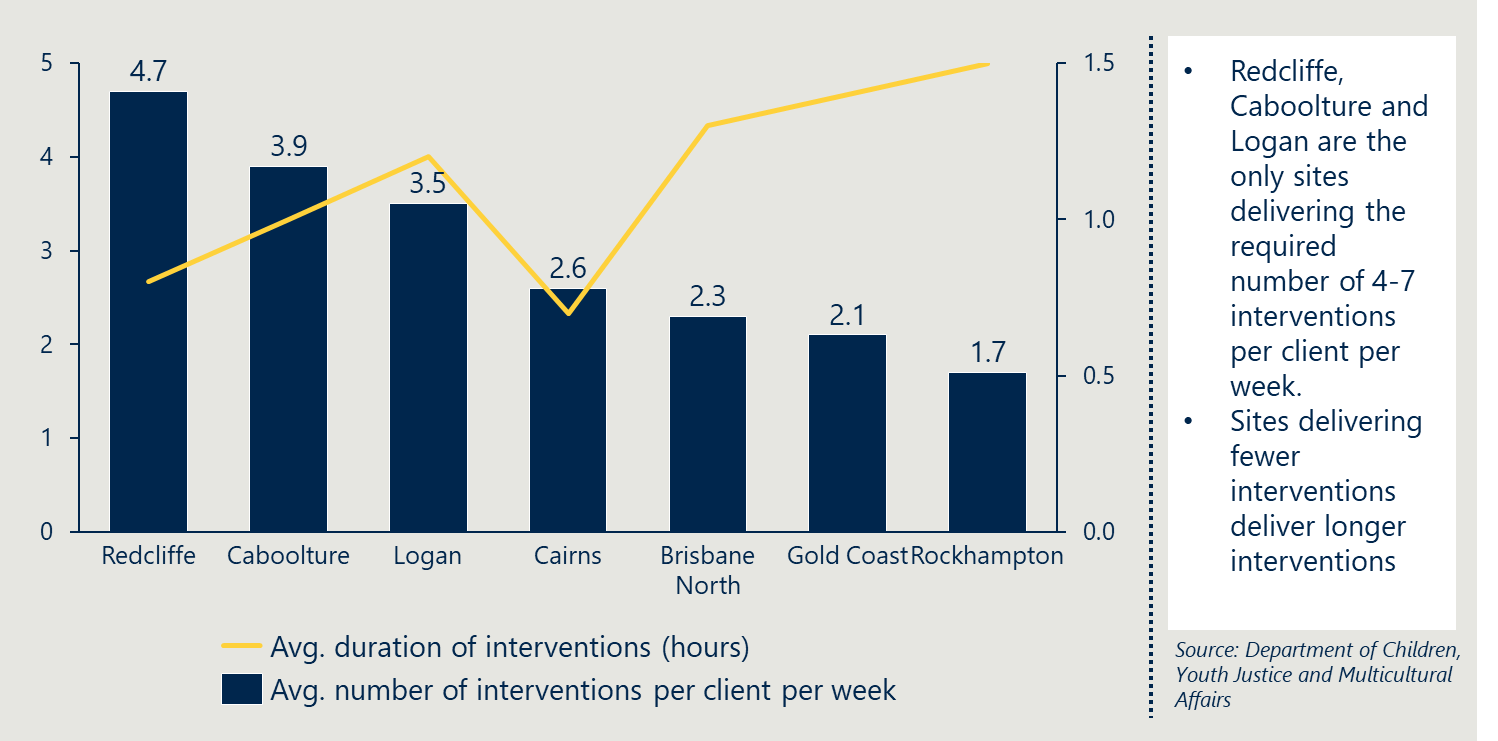 5
4
3
2
1
0
4.7
3.9
3.5
2.6
2.3
2.1
1.7
1.5
1.0
0.5
0.0
Redcliffe
Caboolture
Logan
Cairns
Brisbane
North
Gold Coast
Rockhampton
Avg. duration of interventions (hours)
Avg. number of interventions per client per week
• Redcliffe,
Caboolture and
Logan are the
only sites
delivering the
required
number of 4-7
interventions
per client per
week.
• Sites delivering
fewer
interventions
deliver longer
interventions
Source: Department of Children,
Youth Justice and Multicultural
Affairs